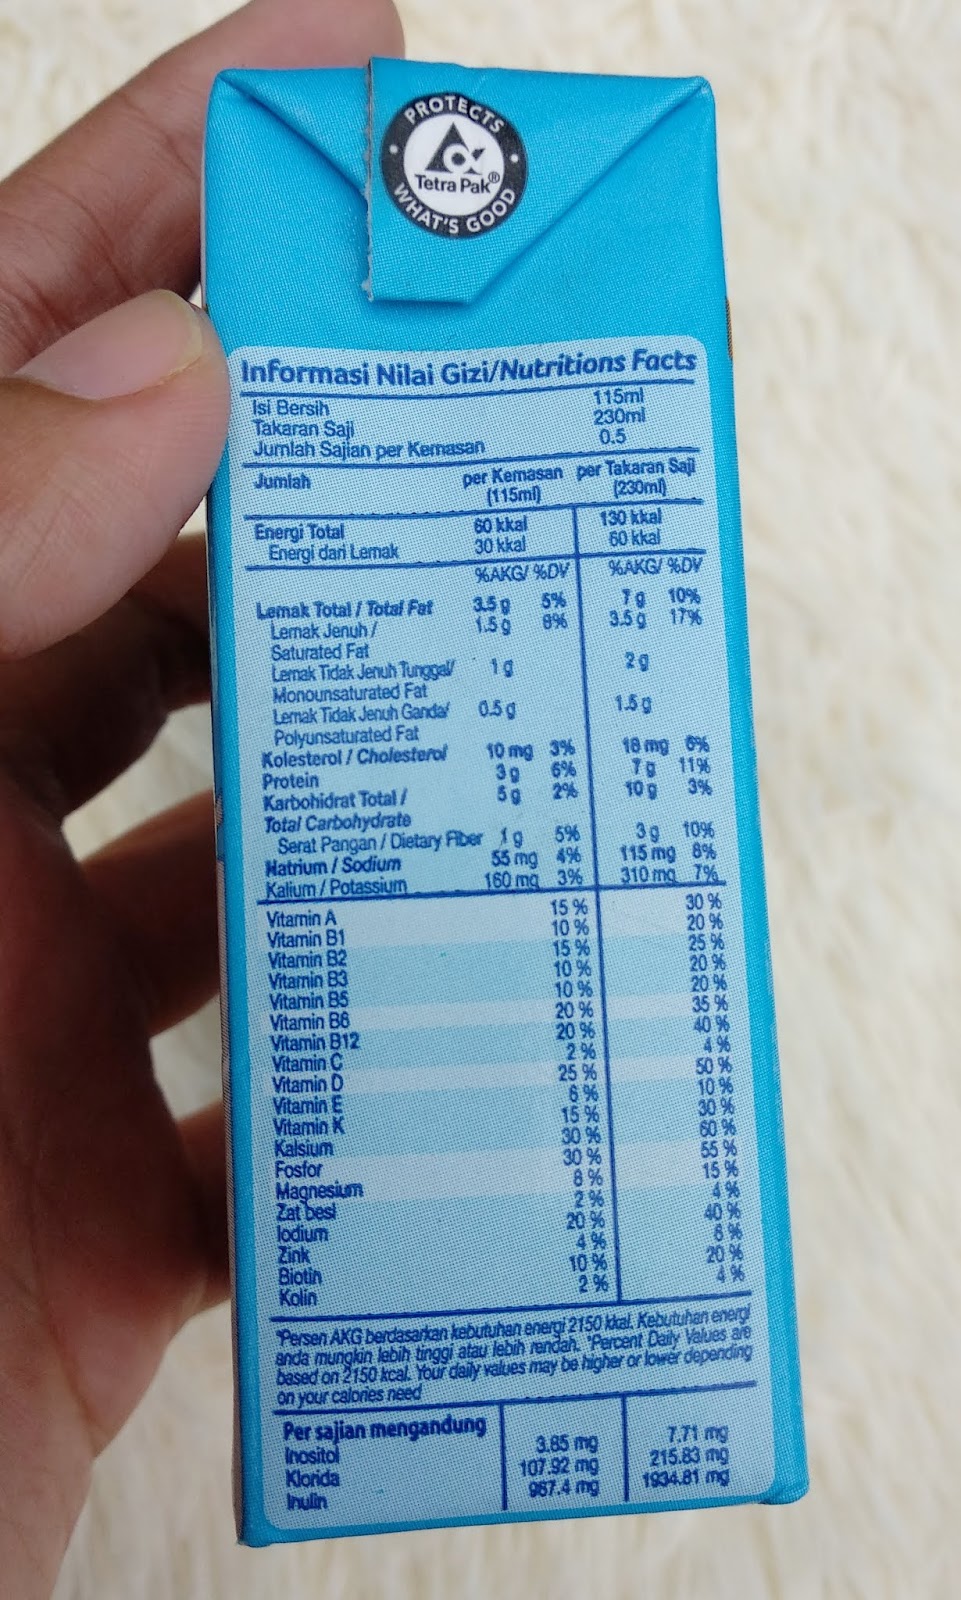 PROTECTS
Tetra Pak®
WHAT'S GOOD
Informasi Nilai Gizi/Nutritions Facts
Isi Bersih 115ml
Takaran Saji 230ml
Jumlah Sajian per Kemasan 0.5
Jumlah per Kemasan per Takaran Saji
(115ml) (230ml)
Energi Total 60 kkal 130 kkal
Energi dari Lemak 30 kkal 60 kkal
%AKG/ %DV %AKG/ %DV
Lemak Total / Total Fat 3.5 g 5% 7 g 10%
Lemak Jenuh / 1.5 g 8% 3.5 g 17%
Saturated Fat
Lemak Tidak Jenuh Tunggal/ 1 g 2 g
Monounsaturated Fat
Lemak Tidak Jenuh Ganda/ 0.5 g 1.5 g
Polyunsaturated Fat
Kolesterol / Cholesterol 10 mg 3% 18 mg 6%
Protein 3 g 6% 7 g 11%
Karbohidrat Total / 5 g 2% 10 g 3%
Total Carbohydrate
Serat Pangan / Dietary Fiber 1 g 5% 3 g 10%
Natrium / Sodium 55 mg 4% 115 mg 8%
Kalium / Potassium 160 mg 3% 310 mg 7%
Vitamin A 15 % 30 %
Vitamin B1 10 % 20 %
Vitamin B2 15 % 25 %
Vitamin B3 10 % 20 %
Vitamin B5 10 % 20 %
Vitamin B6 20 % 35 %
Vitamin B12 20 % 40 %
Vitamin C 2 % 4 %
Vitamin D 25 % 50 %
Vitamin E 6 % 10 %
Vitamin K 15 % 30 %
Kalsium 30 % 60 %
Fosfor 30 % 55 %
Magnesium 8 % 15 %
Zat besi 2 % 4 %
Iodium 20 % 40 %
Zink 4 % 8 %
Biotin 10 % 20 %
Kolin 2 % 4 %
*Persen AKG berdasarkan kebutuhan energi 2150 kkal. Kebutuhan energi
anda mungkin lebih tinggi atau lebih rendah. *Percent Daily Values are
based on 2150 kcal. Your daily values may be higher or lower depending
on your calories need
Per sajian mengandung
Inositol 3.85 mg 7.71 mg
Klorida 107.92 mg 215.83 mg
Inulin 967.4 mg 1934.81 mg